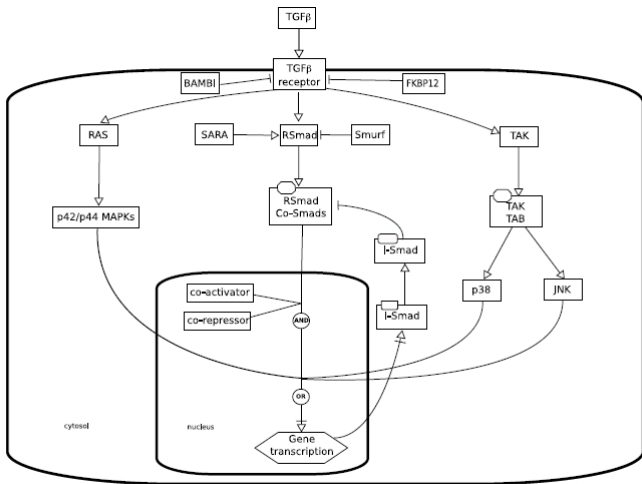 TGFβ
TGFβ
receptor
BAMBI
FKBP12
RAS
SARA
RSmad
Smurf
TAK
p42/p44 MAPKs
RSmad
Co-Smads
TAK
TAB
I-Smad
p38
JNK
co-activator
co-repressor
AND
I-Smad
OR
cytosol
nucleus
Gene
transcription